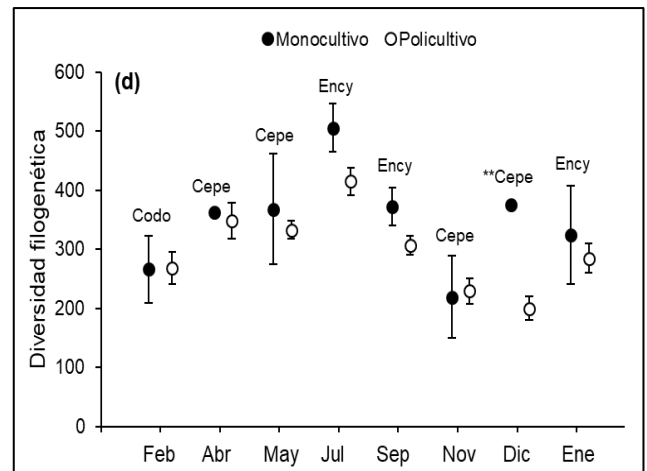 ●Monocultivo ○Policultivo
(d)
Diversidad filogenética
600
500
400
300
200
100
0
Codo
Cepe
Cepe
Ency
Ency
Cepe
**Cepe
Ency
Feb Abr May Jul Sep Nov Dic Ene